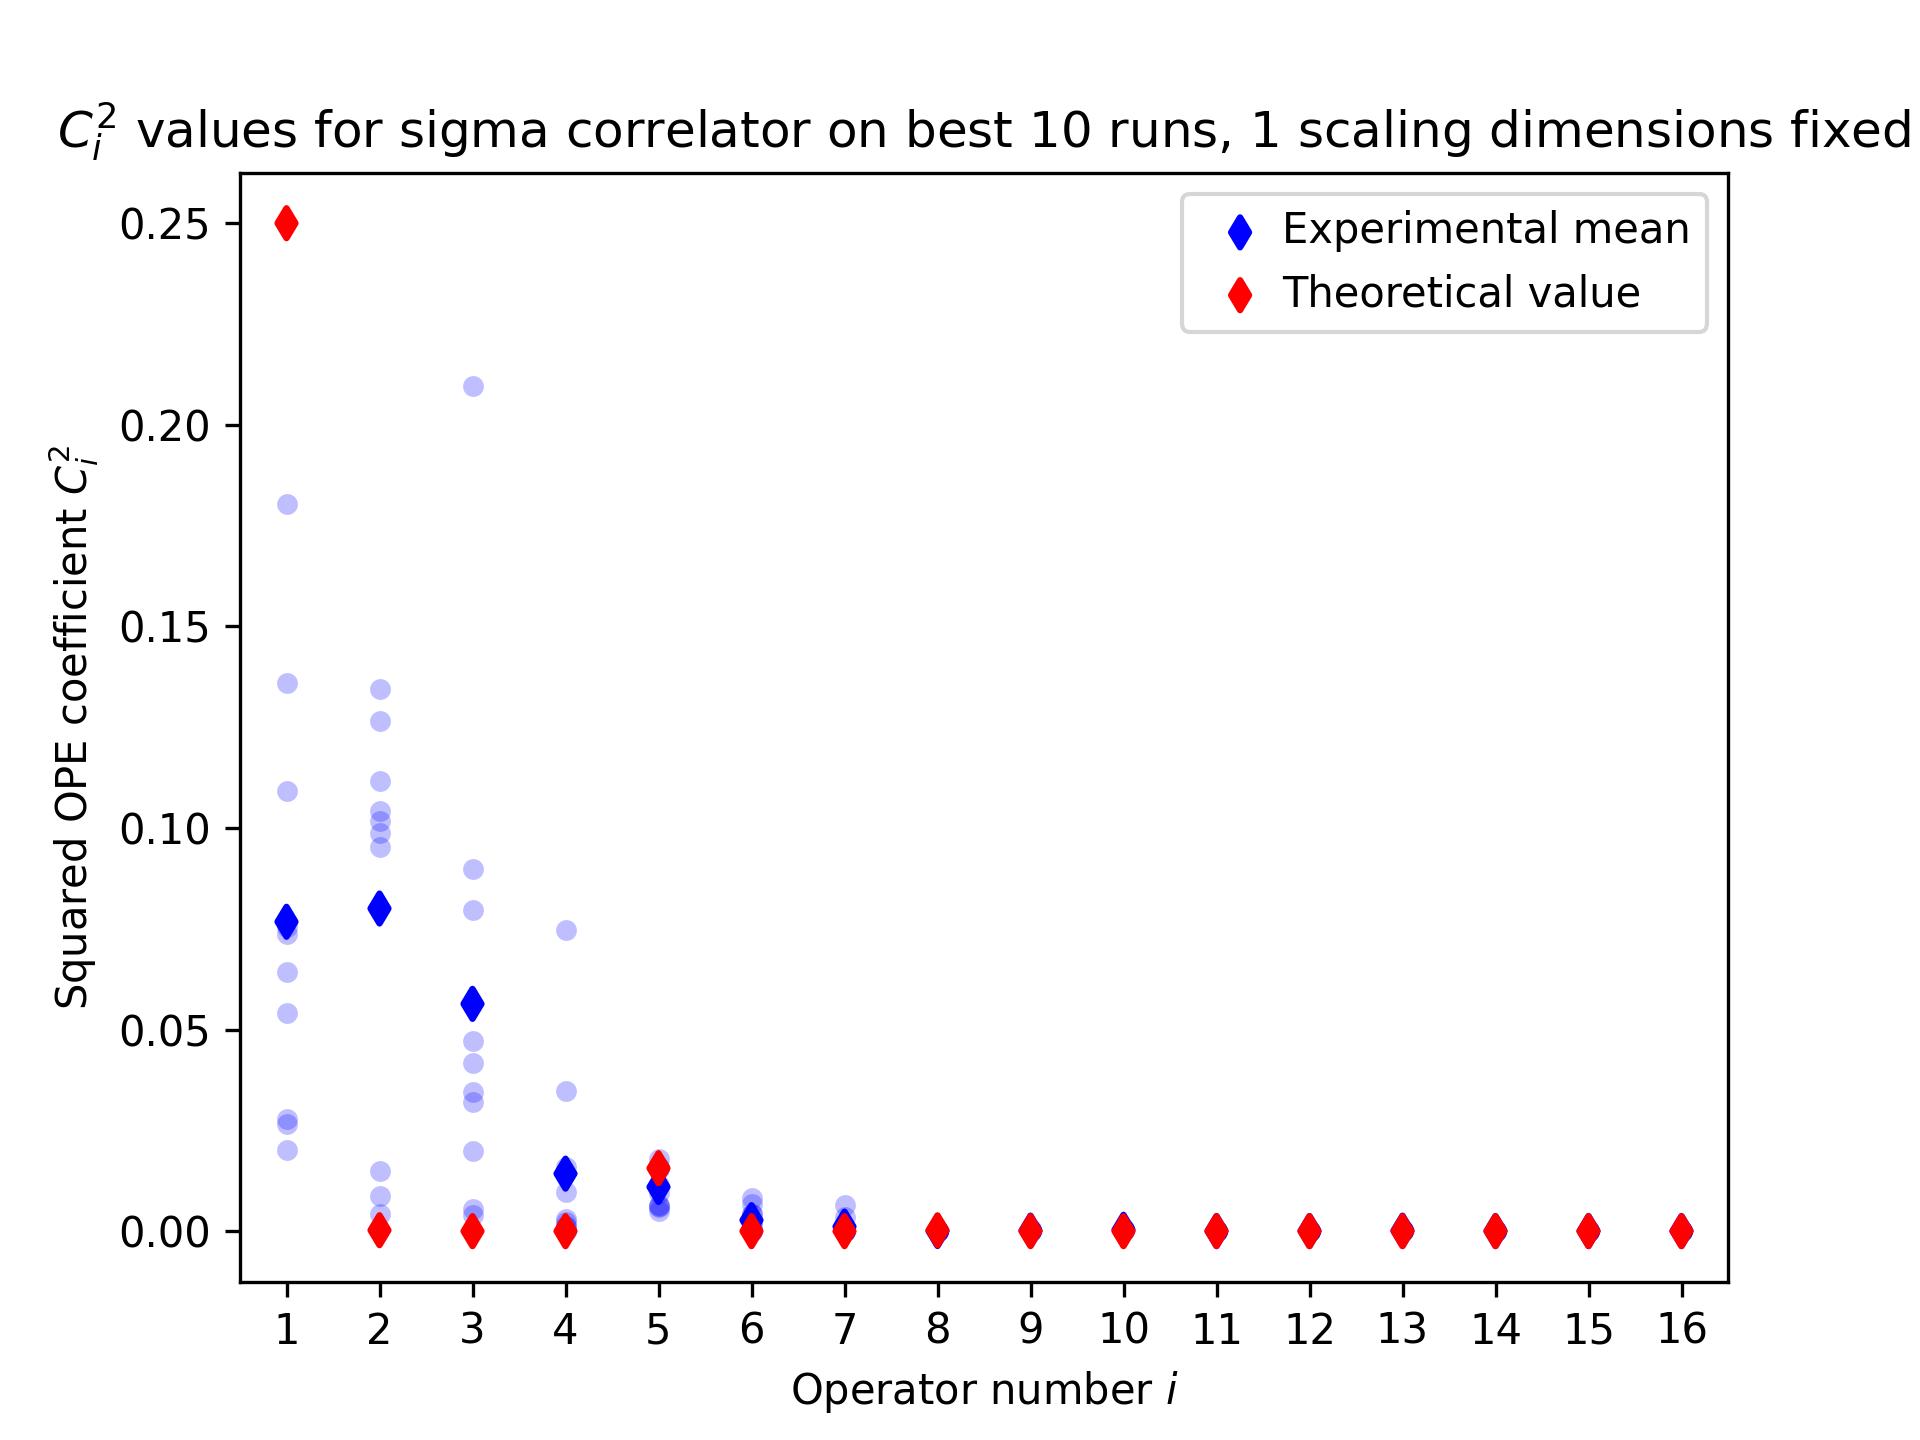 C_i^2 values for sigma correlator on best 10 runs, 1 scaling dimensions fixed
Experimental mean
Theoretical value
Squared OPE coefficient C_i^2
0.25
0.20
0.15
0.10
0.05
0.00
1 2 3 4 5 6 7 8 9 10 11 12 13 14 15 16
Operator number i